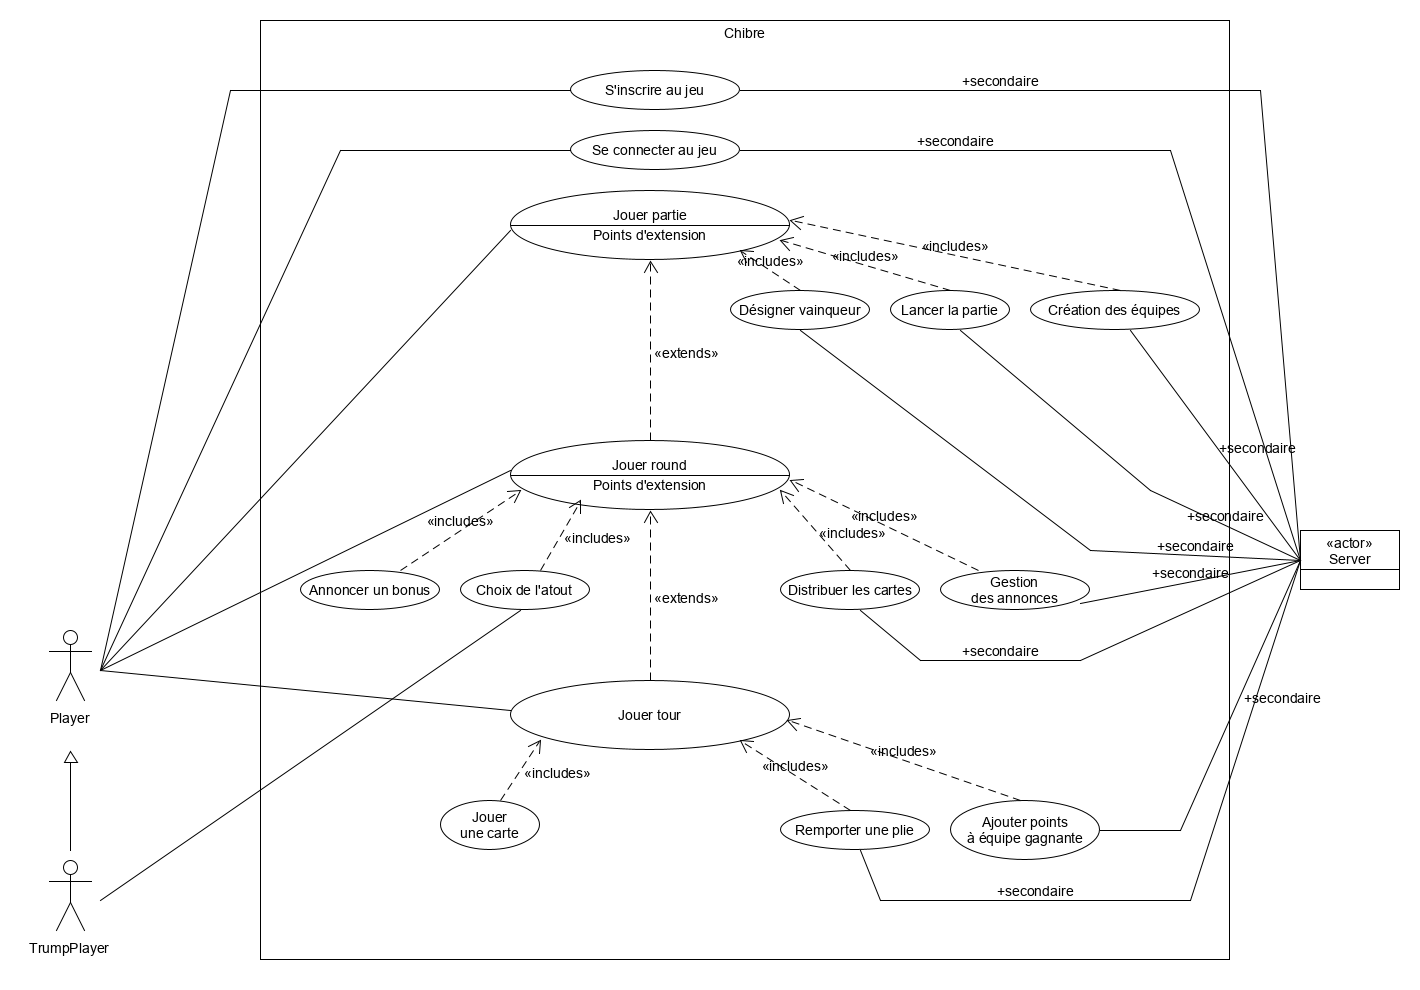 Chibre
S'inscrire au jeu
+secondaire
Se connecter au jeu
+secondaire
Jouer partie
Points d'extension
«includes»
«includes»
«includes»
Désigner vainqueur
Lancer la partie
Création des équipes
«extends»
+secondaire
Jouer round
Points d'extension
«includes»
«includes»
«includes»
«includes»
+secondaire
+secondaire
+secondaire
«actor»
Server
Annoncer un bonus
Choix de l'atout
Distribuer les cartes
Gestion
des annonces
«extends»
+secondaire
Player
Jouer tour
+secondaire
«includes»
«includes»
«includes»
Jouer
une carte
Remporter une plie
Ajouter points
à équipe gagnante
+secondaire
TrumpPlayer